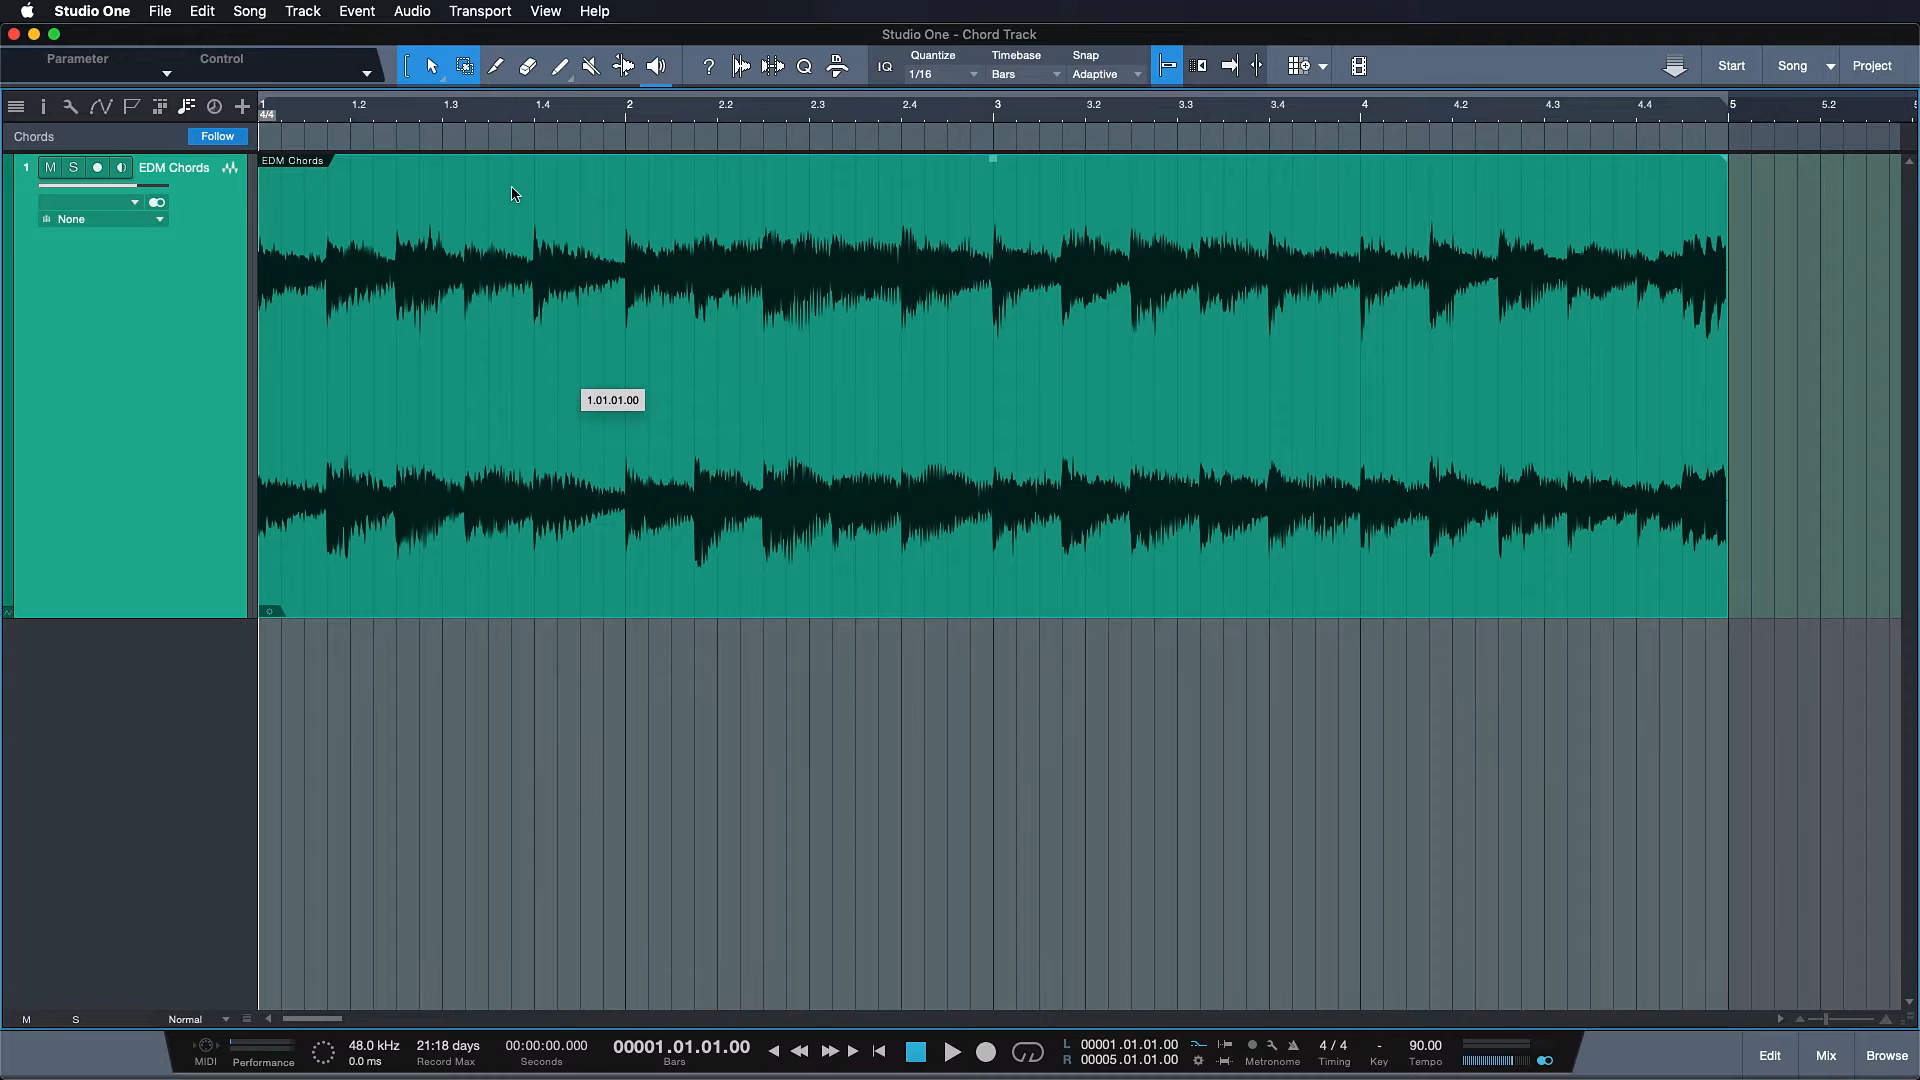 Studio One File Edit Song Track Event Audio Transport View Help
Studio One - Chord Track
Parameter Control
Quantize Timebase Snap
IQ 1/16 Bars Adaptive
Start Song Project
1 1.2 1.3 1.4 2 2.2 2.3 2.4 3 3.2 3.3 3.4 4 4.2 4.3 4.4 5 5.2
4/4
Chords Follow
1 M S EDM Chords
EDM Chords
None
1.01.01.00
M S Normal
MIDI Performance
48.0 kHz
0.0 ms
21:18 days
Record Max
00:00:00.000
Seconds
00001.01.01.00
Bars
L 00001.01.01.00
R 00005.01.01.00
Metronome
4 / 4
Timing
-
Key
90.00
Tempo
Edit Mix Browse